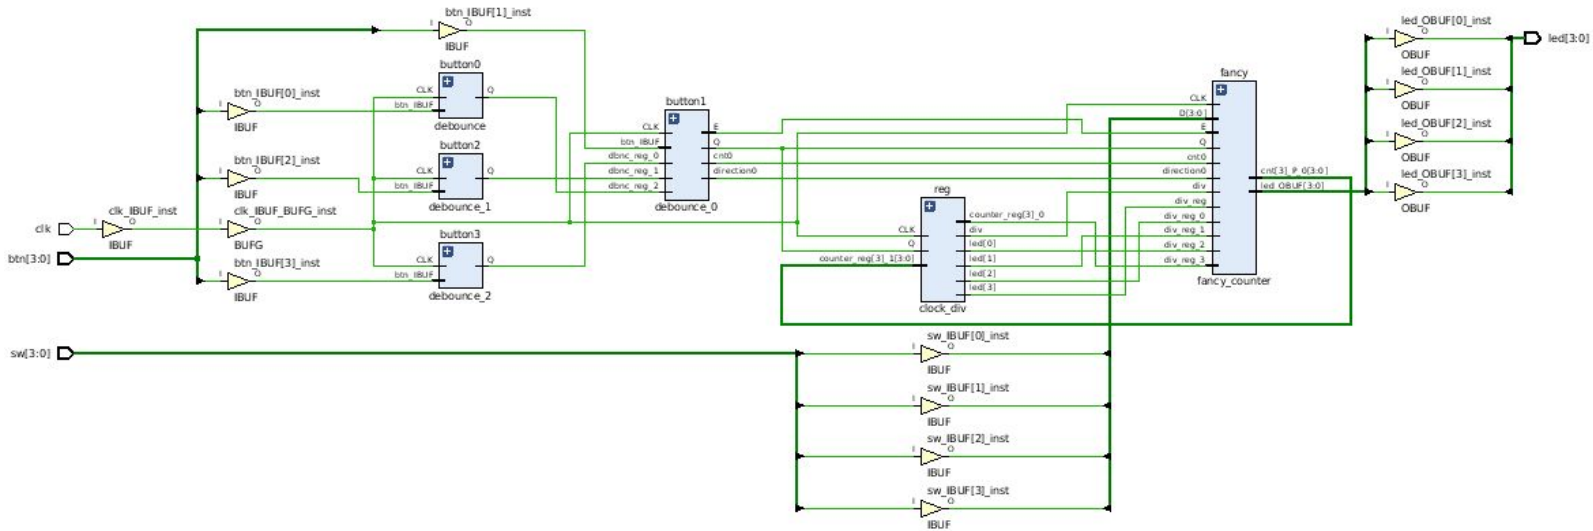 btn_IBUF[1]_inst
I
O
IBUF
button0
CLK
btn_IBUF
Q
debounce
btn_IBUF[0]_inst
I
O
IBUF
button2
CLK
btn_IBUF
Q
debounce_1
btn_IBUF[2]_inst
I
O
IBUF
clk
clk_IBUF_inst
I
O
IBUF
clk_IBUF_BUFG_inst
I
O
BUFG
btn[3:0]
btn_IBUF[3]_inst
I
O
IBUF
button3
CLK
btn_IBUF
Q
debounce_2
button1
CLK
btn_IBUF
dbnc_reg_0
dbnc_reg_1
dbnc_reg_2
E
Q
cnt0
direction0
debounce_0
reg
CLK
Q
counter_reg[3]_1[3:0]
counter_reg[3]_0
div
led[0]
led[1]
led[2]
led[3]
clock_div
fancy
CLK
D[3:0]
E
Q
cnt0
direction0
div
div_reg
div_reg_0
div_reg_1
div_reg_2
div_reg_3
cnt[3]_P_0[3:0]
led_OBUF[3:0]
fancy_counter
led_OBUF[0]_inst
I
O
OBUF
led_OBUF[1]_inst
I
O
OBUF
led_OBUF[2]_inst
I
O
OBUF
led_OBUF[3]_inst
I
O
OBUF
led[3:0]
sw[3:0]
sw_IBUF[0]_inst
I
O
IBUF
sw_IBUF[1]_inst
I
O
IBUF
sw_IBUF[2]_inst
I
O
IBUF
sw_IBUF[3]_inst
I
O
IBUF